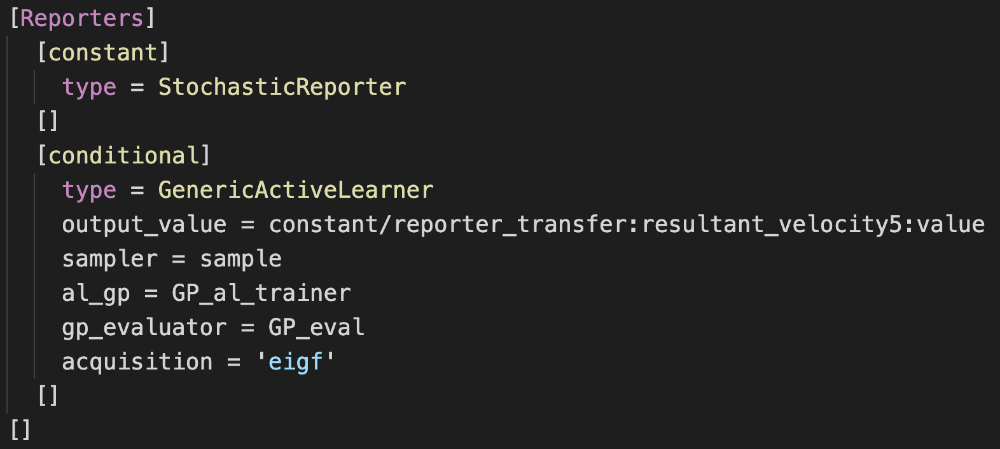 [Reporters]
  [constant]
    type = StochasticReporter
  []
  [conditional]
    type = GenericActiveLearner
    output_value = constant/reporter_transfer:resultant_velocity5:value
    sampler = sample
    al_gp = GP_al_trainer
    gp_evaluator = GP_eval
    acquisition = 'eigf'
  []
[]